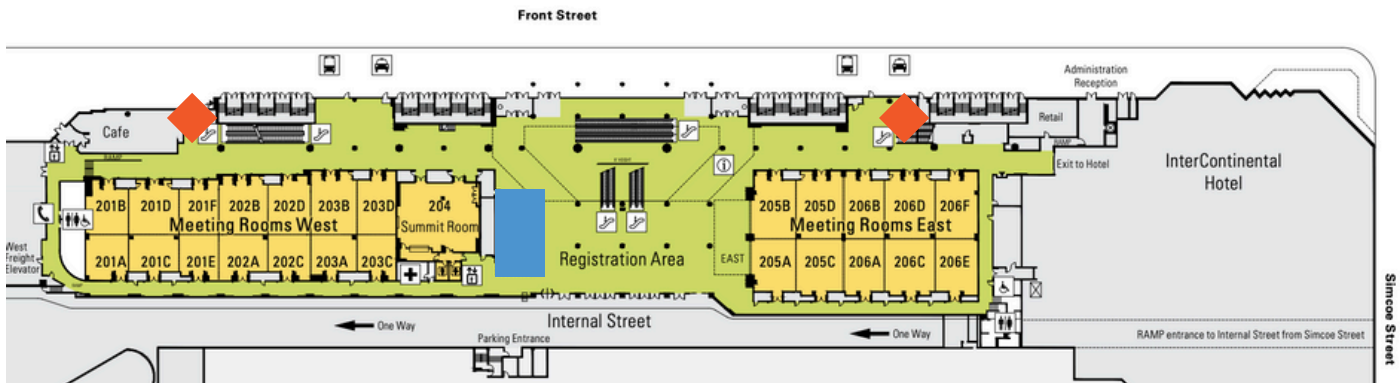 Front Street
Administration
Reception
Cafe
Retail
RAMP
RAMP
Exit to Hotel
InterContinental
Hotel
201B
201D
201F
202B
202D
203B
203D
204
Summit Room
Meeting Rooms West
201A
201C
201E
202A
202C
203A
203C
West
Freight
Elevator
Registration Area
EAST
205B
205D
206B
206D
206F
Meeting Rooms East
205A
205C
206A
206C
206E
Internal Street
One Way
One Way
Parking Entrance
RAMP entrance to Internal Street from Simcoe Street
Simcoe Street